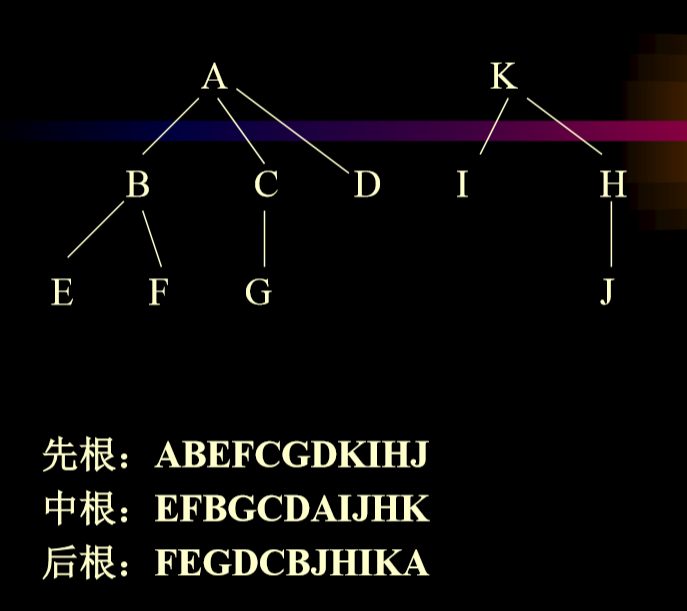 A K
B C D I H
E F G J
先根：ABEFCGDKIHJ
中根：EFBGCDAIJHK
后根：FEGDCBJHIKA